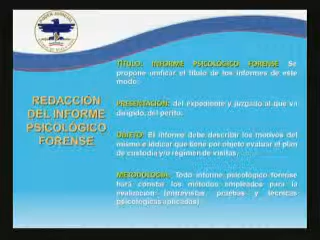 REDACCIÓN
DEL INFORME
PSICOLÓGICO
FORENSE
TÍTULO: INFORME PSICOLÓGICO FORENSE. Se
propone unificar el título de los informes de este
modo.
PRESENTACIÓN: del expediente y juzgado al que va
dirigido, del perito.
OBJETO: El informe debe describir los motivos del
mismo e indicar que tiene por objeto evaluar el plan
de custodia y/o régimen de visitas.
METODOLOGÍA: Todo informe psicológico forense
hará constar los métodos empleados para la
evaluación (entrevistas, pruebas y técnicas
psicológicas aplicadas).